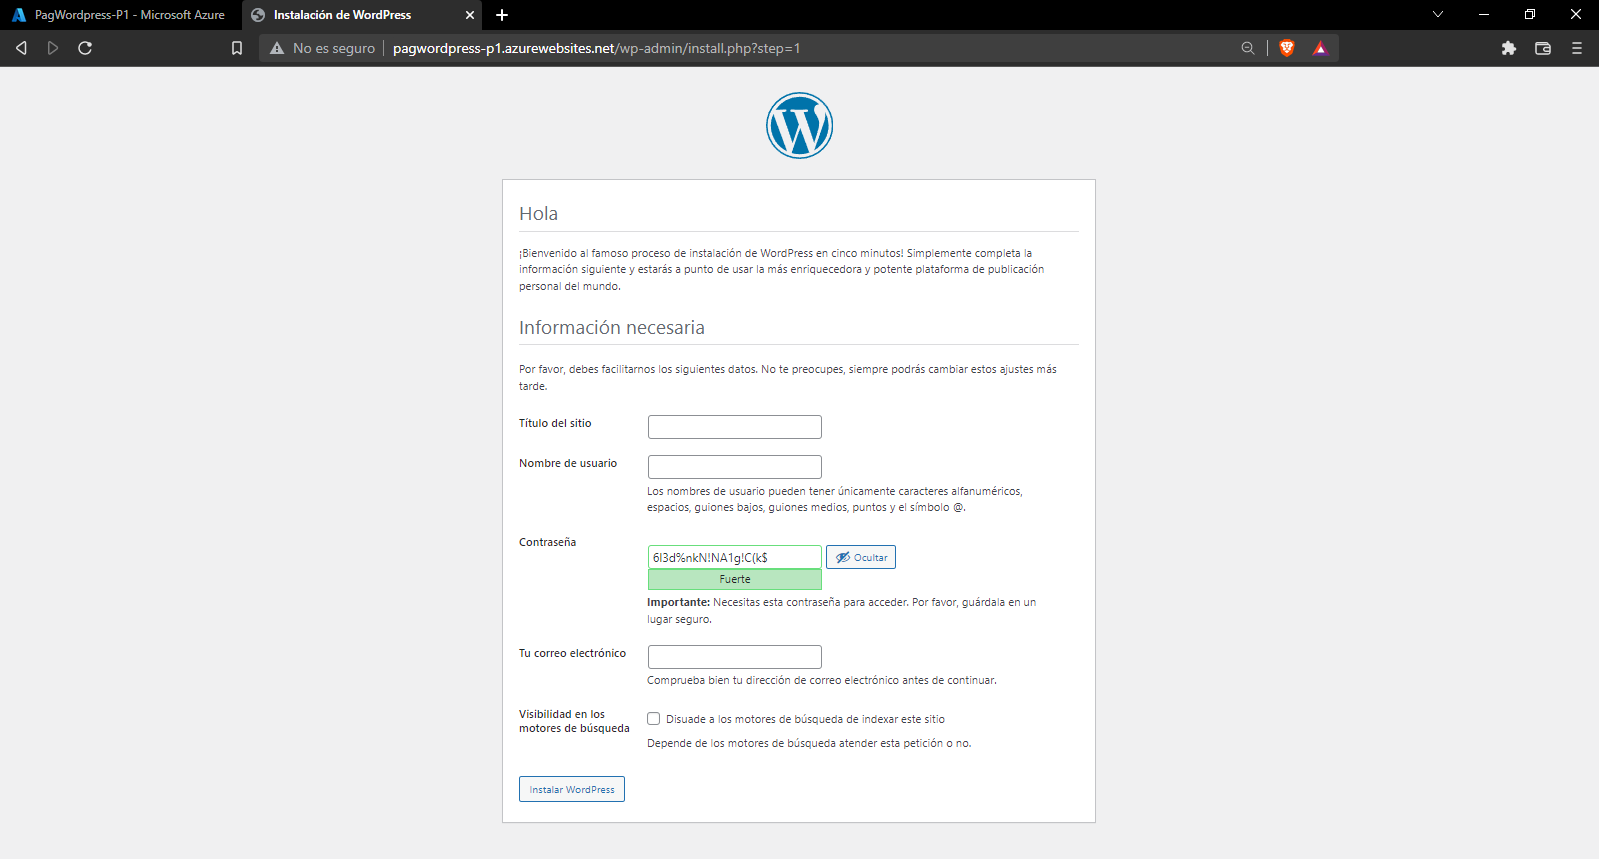 PagWordpress-P1 - Microsoft Azure
Instalación de WordPress
No es seguro
pagwordpress-p1.azurewebsites.net/wp-admin/install.php?step=1
Hola
¡Bienvenido al famoso proceso de instalación de WordPress en cinco minutos! Simplemente completa la
información siguiente y estarás a punto de usar la más enriquecedora y potente plataforma de publicación
personal del mundo.
Información necesaria
Por favor, debes facilitarnos los siguientes datos. No te preocupes, siempre podrás cambiar estos ajustes más
tarde.
Título del sitio
Nombre de usuario
Los nombres de usuario pueden tener únicamente caracteres alfanuméricos,
espacios, guiones bajos, guiones medios, puntos y el símbolo @.
Contraseña
Ocultar
Fuerte
Importante: Necesitas esta contraseña para acceder. Por favor, guárdala en un
lugar seguro.
Tu correo electrónico
Comprueba bien tu dirección de correo electrónico antes de continuar.
Visibilidad en los
motores de búsqueda
Disuade a los motores de búsqueda de indexar este sitio
Depende de los motores de búsqueda atender esta petición o no.
Instalar WordPress